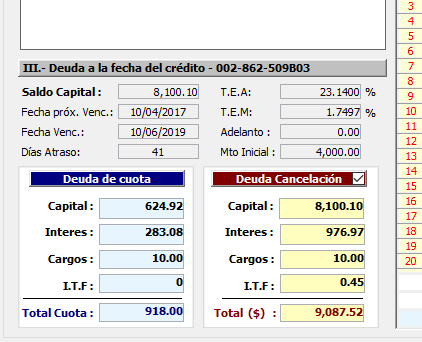 III.- Deuda a la fecha del crédito - 002-862-509B03
Saldo Capital : 8,100.10 T.E.A: 23.1400 %
Fecha próx. Venc.: 10/04/2017 T.E.M: 1.7497 %
Fecha Venc.: 10/06/2019 Adelanto : 0.00
Días Atraso: 41 Mto Inicial : 4,000.00
Deuda de cuota
Capital : 624.92
Interes : 283.08
Cargos : 10.00
I.T.F : 0
Total Cuota : 918.00
Deuda Cancelación
Capital : 8,100.10
Interes : 976.97
Cargos : 10.00
I.T.F : 0.45
Total ($) : 9,087.52
3
4
5
6
7
8
9
10
11
12
13
14
15
16
17
18
19
20